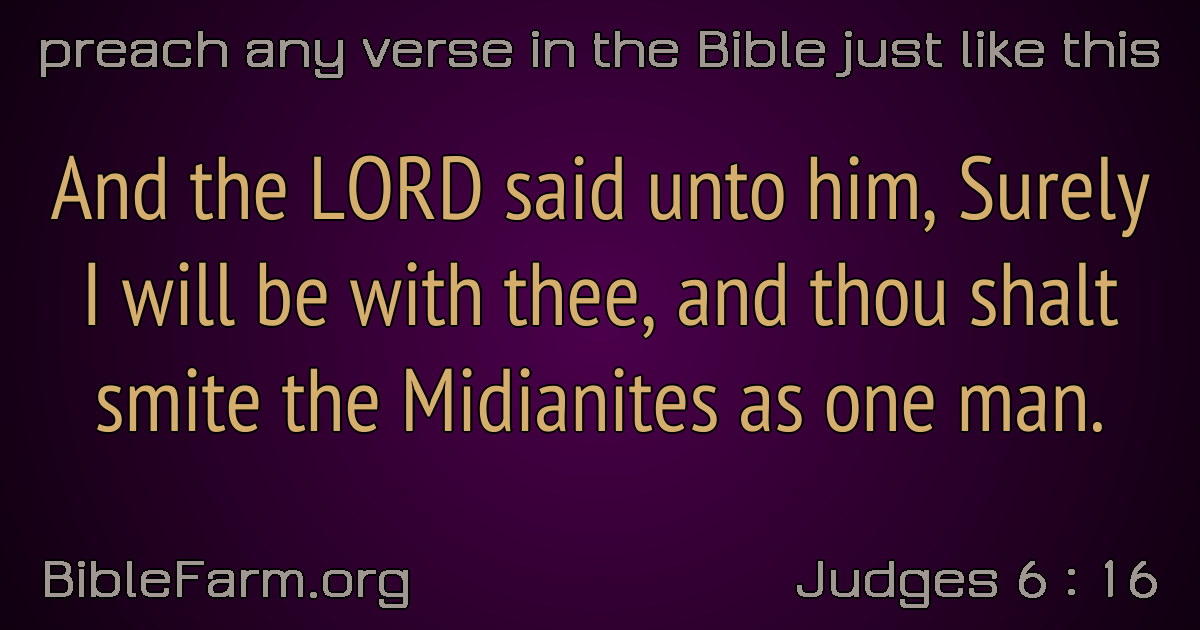 preach any verse in the Bible just like this
And the LORD said unto him, Surely
I will be with thee, and thou shalt
smite the Midianites as one man.
BibleFarm.org
Judges 6 : 16